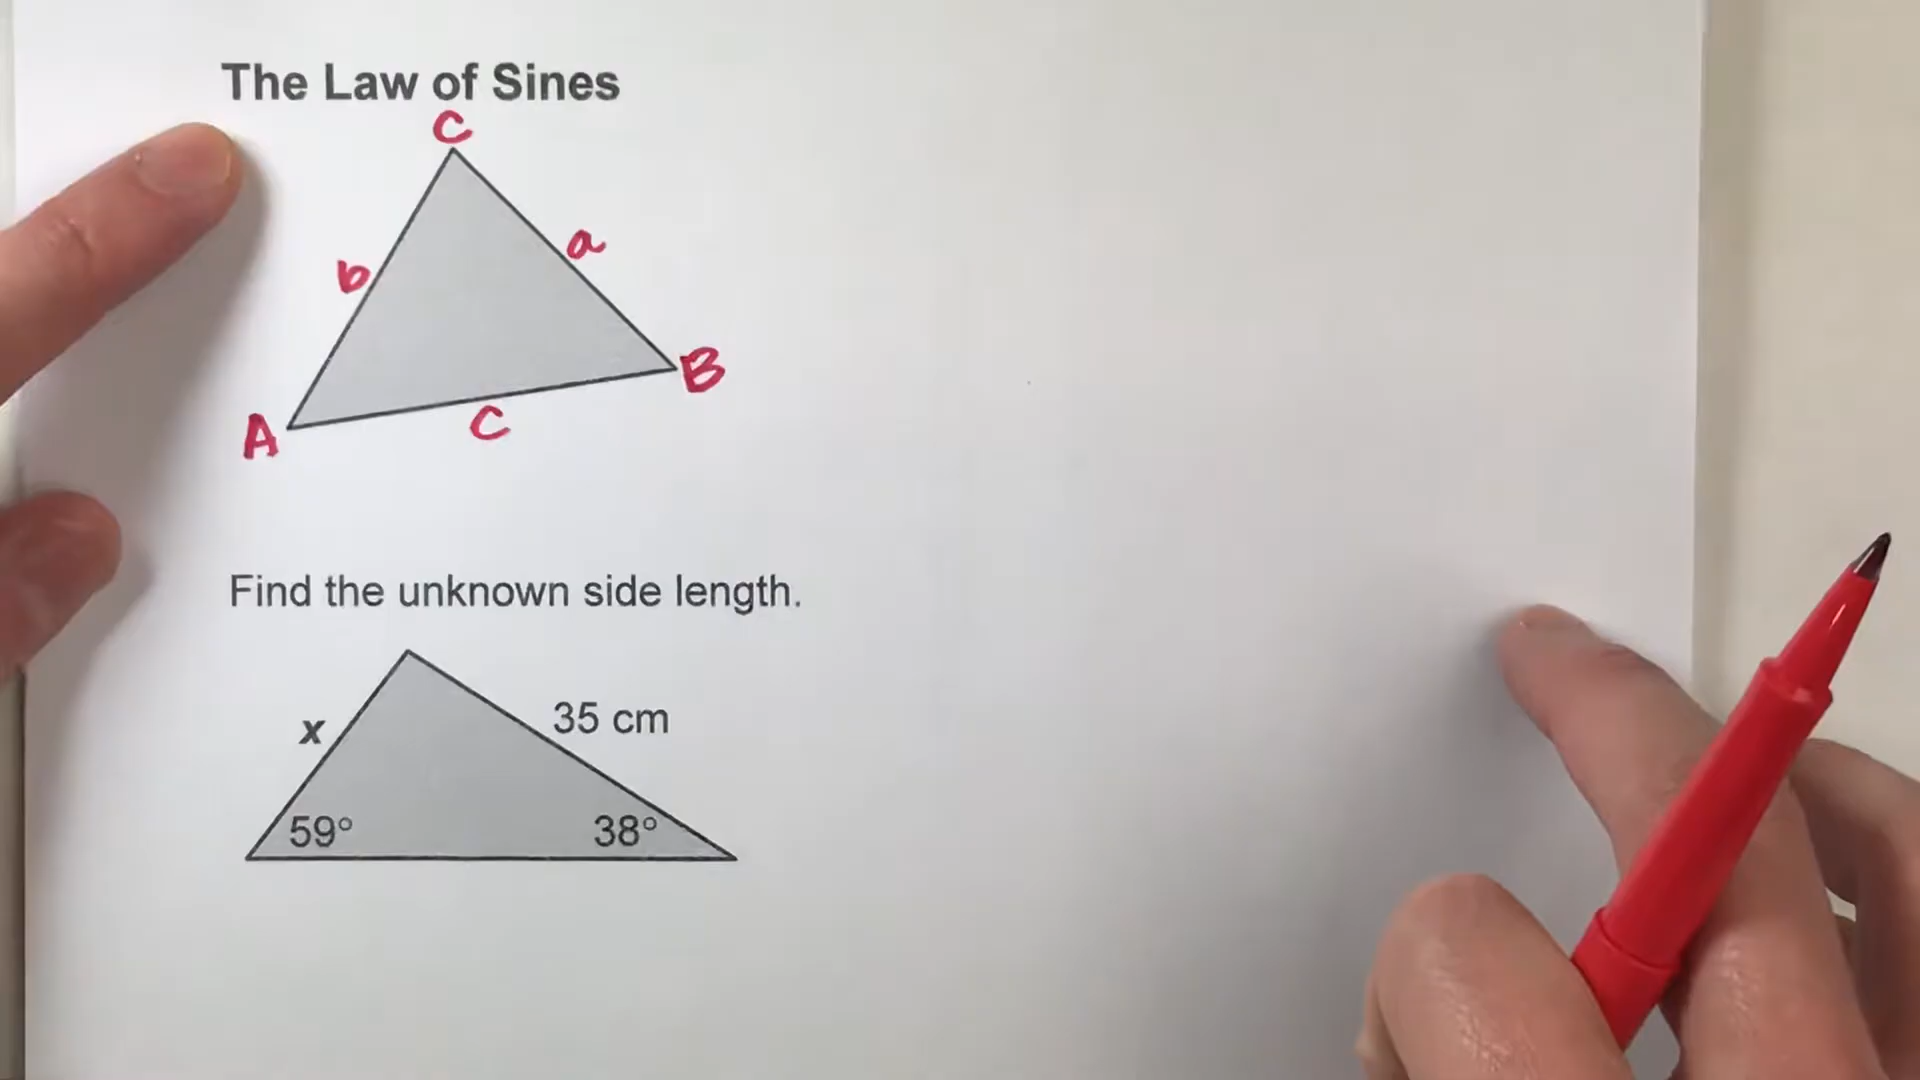 The Law of Sines
C
b
a
B
A
c
Find the unknown side length.
x
35 cm
59°
38°